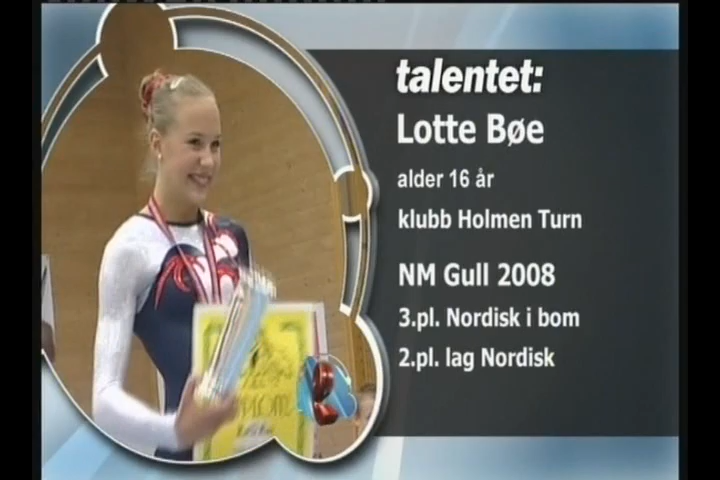 talentet:
Lotte Bøe
alder 16 år
klubb Holmen Turn
NM Gull 2008
3.pl. Nordisk i bom
2.pl. lag Nordisk